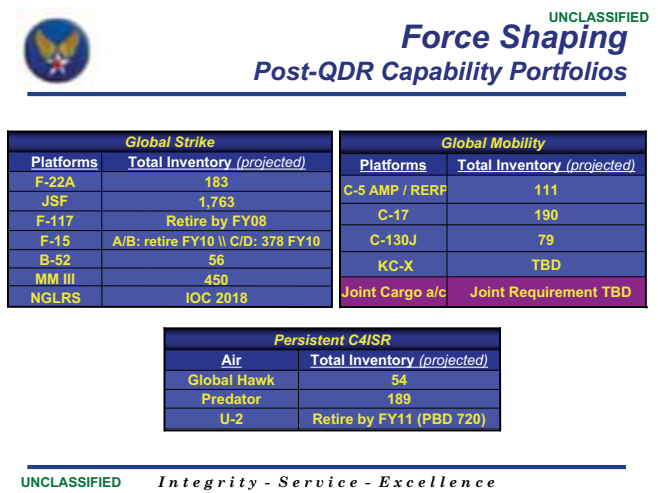 UNCLASSIFIED
Force Shaping
Post-QDR Capability Portfolios
Global Strike
Platforms Total Inventory (projected)
F-22A 183
JSF 1,763
F-117 Retire by FY08
F-15 A/B: retire FY10 \\ C/D: 378 FY10
B-52 56
MM III 450
NGLRS IOC 2018
Global Mobility
Platforms Total Inventory (projected)
C-5 AMP / RERP 111
C-17 190
C-130J 79
KC-X TBD
Joint Cargo a/c Joint Requirement TBD
Persistent C4ISR
Air Total Inventory (projected)
Global Hawk 54
Predator 189
U-2 Retire by FY11 (PBD 720)
UNCLASSIFIED Integrity - Service - Excellence